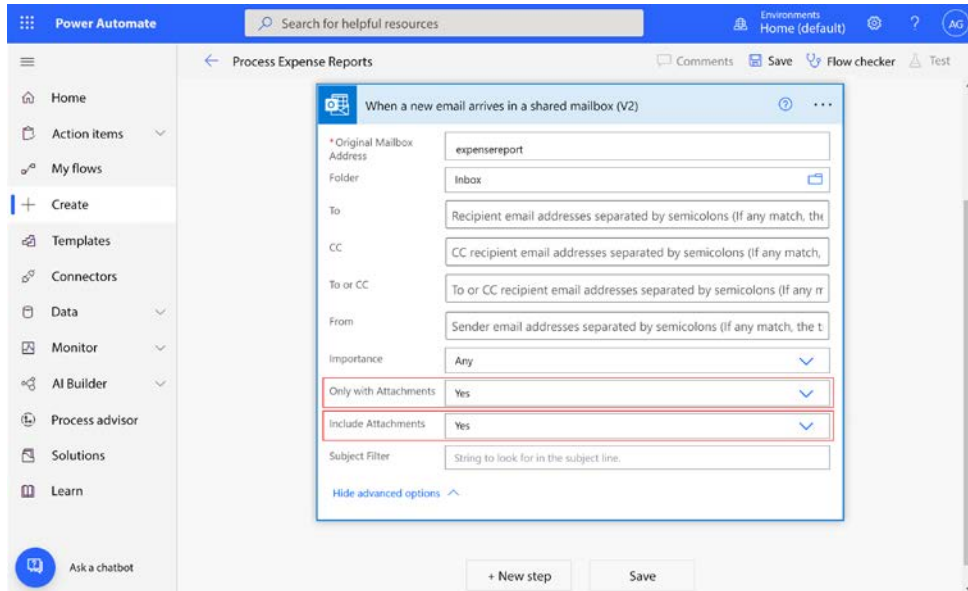 Power Automate
Search for helpful resources
Environments
Home (default)
?
AG
Process Expense Reports
Comments
Save
Flow checker
Test
Home
Action items
My flows
Create
Templates
Connectors
Data
Monitor
AI Builder
Process advisor
Solutions
Learn
Ask a chatbot
When a new email arrives in a shared mailbox (V2)
?
...
*Original Mailbox
Address
expensereport
Folder
Inbox
To
Recipient email addresses separated by semicolons (If any match, the
CC
CC recipient email addresses separated by semicolons (If any match,
To or CC
To or CC recipient email addresses separated by semicolons (If any m
From
Sender email addresses separated by semicolons (If any match, the t
Importance
Any
Only with Attachments
Yes
Include Attachments
Yes
Subject Filter
String to look for in the subject line.
Hide advanced options
+ New step
Save